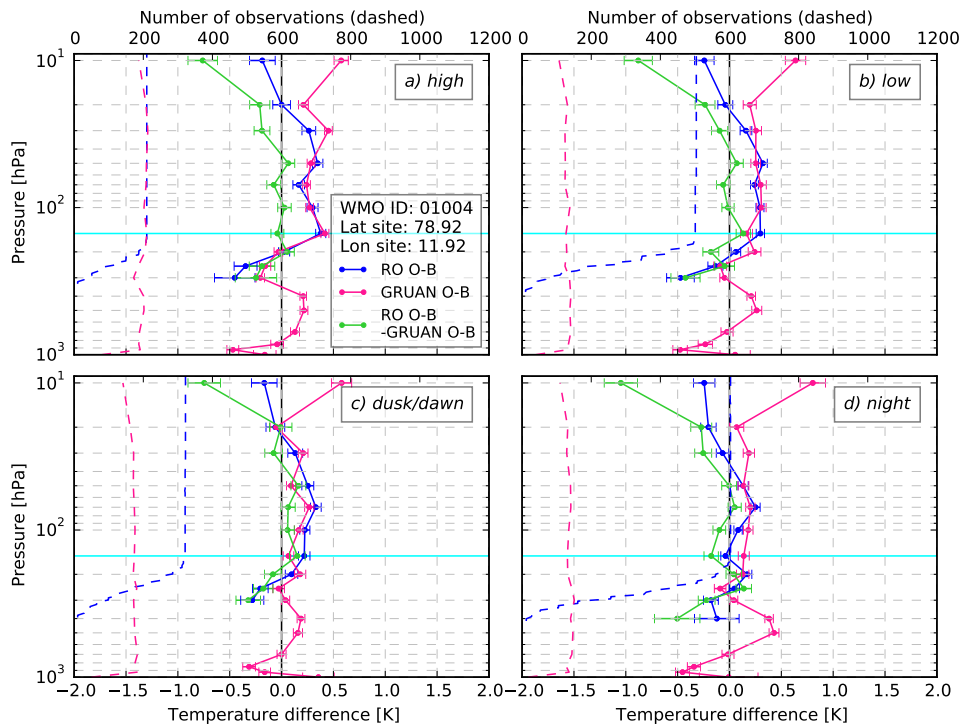 Number of observations (dashed)
Number of observations (dashed)
0 200 400 600 800 1000 1200
0 200 400 600 800 1000 1200
10¹
10²
10³
Pressure [hPa]
a) high
WMO ID: 01004
Lat site: 78.92
Lon site: 11.92
RO O-B
GRUAN O-B
RO O-B
-GRUAN O-B
b) low
10¹
10²
10³
Pressure [hPa]
c) dusk/dawn
d) night
−2.0 −1.5 −1.0 −0.5 0.0 0.5 1.0 1.5 2.0
2.0 −1.5 −1.0 −0.5 0.0 0.5 1.0 1.5 2.0
Temperature difference [K]
Temperature difference [K]